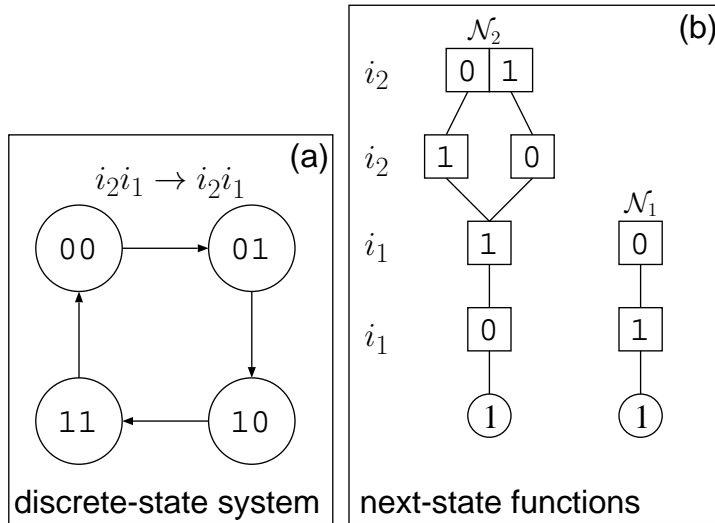 (a)
i₂i₁ → i₂i₁
00 01
11 10
discrete-state system
(b)
𝒩₂
i₂ 0 1
i₂ 1 0
𝒩₁
i₁ 1 0
i₁ 0 1
1 1
next-state functions